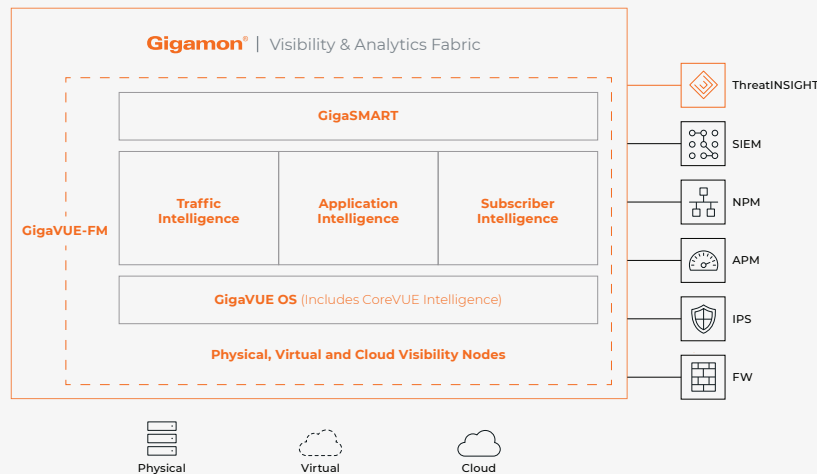 Gigamon® | Visibility & Analytics Fabric
GigaSMART
Traffic
Intelligence
Application
Intelligence
Subscriber
Intelligence
GigaVUE-FM
GigaVUE OS (includes CoreVUE Intelligence)
Physical, Virtual and Cloud Visibility Nodes
ThreatINSIGHT
SIEM
NPM
APM
IPS
FW
Physical
Virtual
Cloud